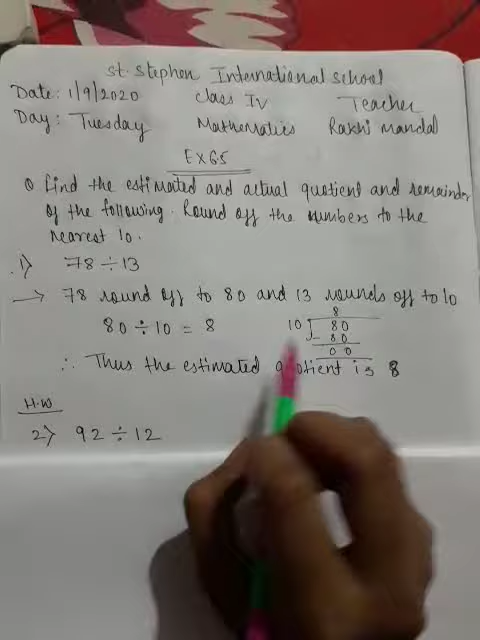 St. Stephen International school
Date: 1/9/2020 Class IV Teacher
Day: Tuesday Mathematics Rakhi Mandal
EX 6.5
Q Find the estimated and actual quotient and remainder
of the following. Round off the numbers to the
nearest 10.
1) 78 ÷ 13
→ 78 round off to 80 and 13 rounds off to 10
8
80 ÷ 10 = 8 10 80
- 80
00
∴ Thus the estimated quotient is 8
H.W
2) 92 ÷ 12